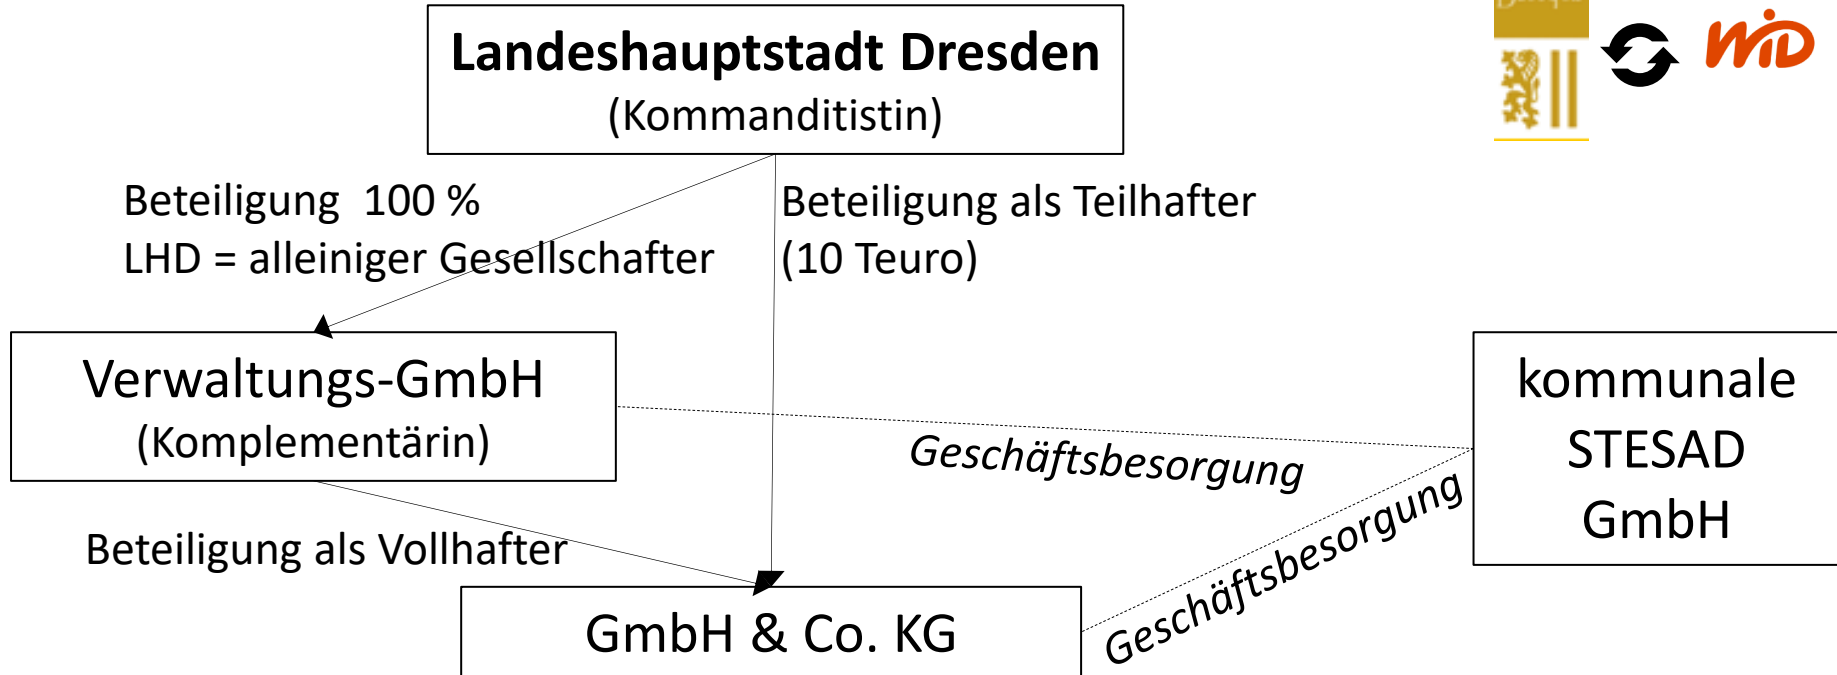 Landeshauptstadt Dresden
(Kommanditistin)
WiD
Beteiligung 100 %
LHD = alleiniger Gesellschafter
Beteiligung als Teilhafter
(10 Teuro)
Verwaltungs-GmbH
(Komplementärin)
kommunale
STESAD
GmbH
Geschäftsbesorgung
Geschäftsbesorgung
Beteiligung als Vollhafter
GmbH & Co. KG